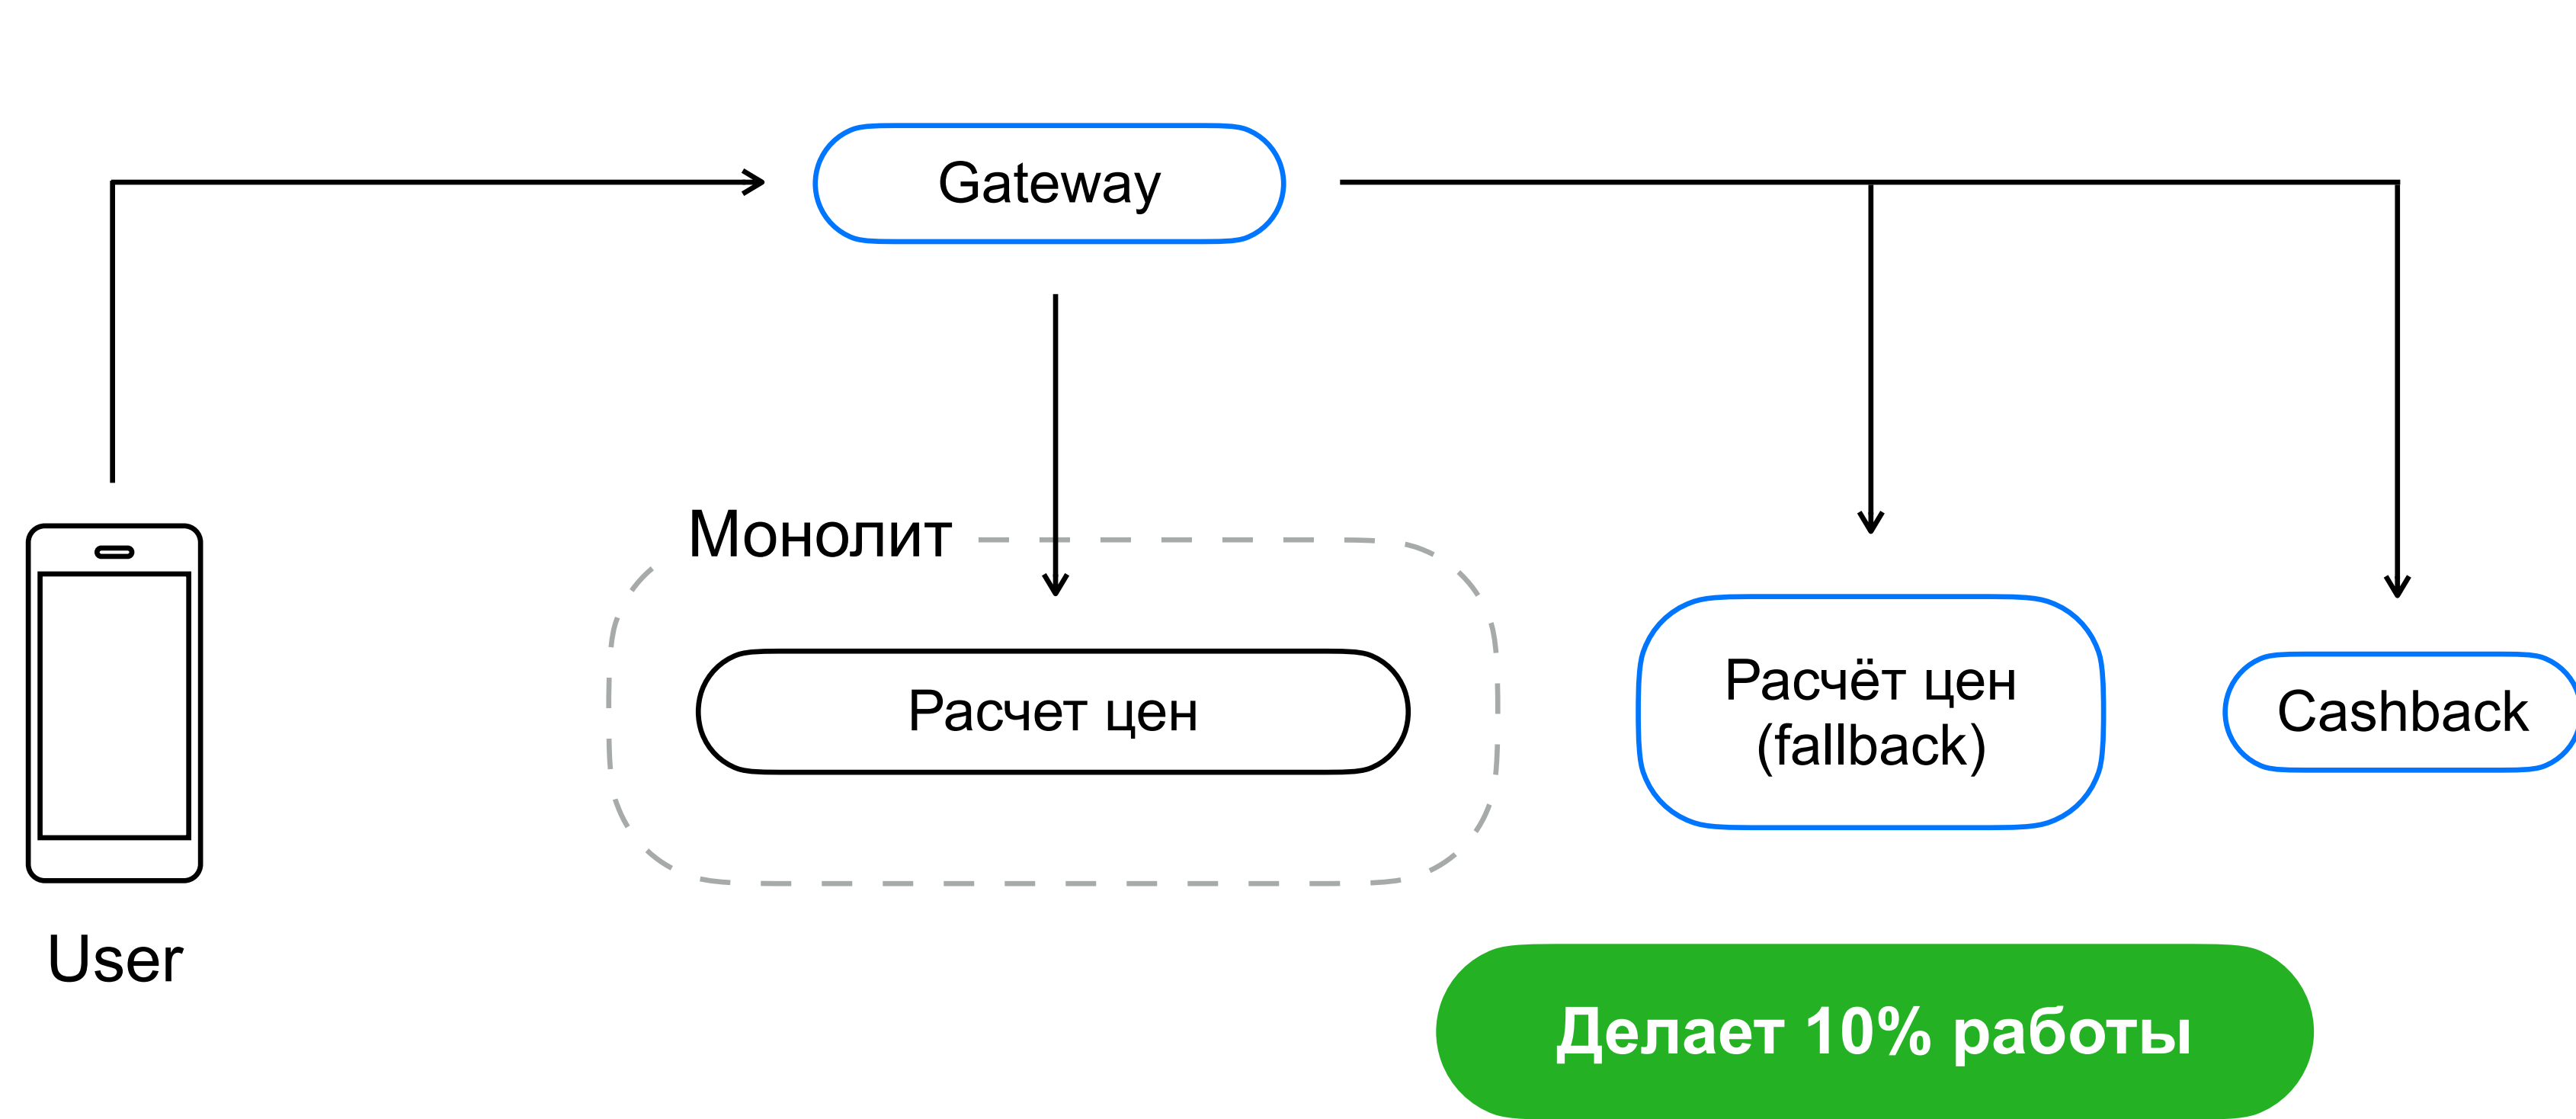 Gateway
Монолит
Расчет цен
Расчёт цен
(fallback)
Cashback
User
Делает 10% работы